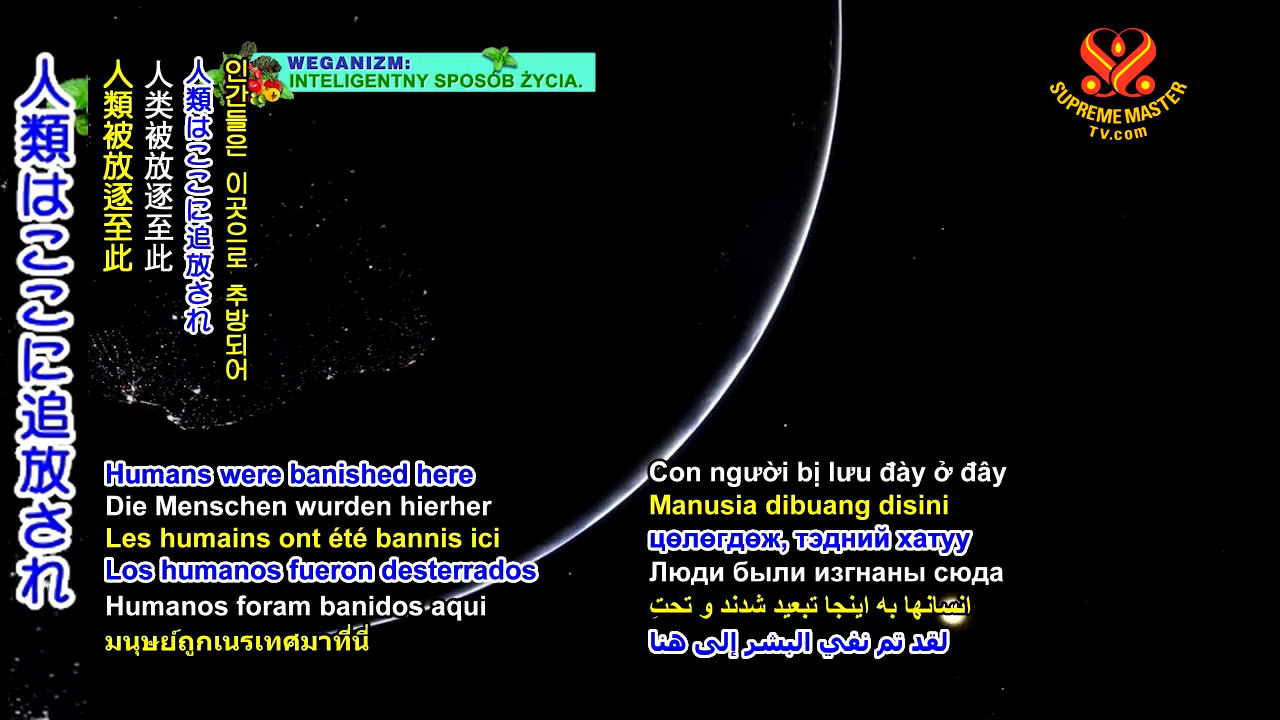 人類はここに追放され
人類被放逐至此
人类被放逐至此
人類はここに追放され
인간들은 이곳으로 추방되어
WEGANIZM:
INTELIGENTNY SPOSÓB ŻYCIA.
SUPREME MASTER
TV.com
Humans were banished here
Die Menschen wurden hierher
Les humains ont été bannis ici
Los humanos fueron desterrados
Humanos foram banidos aqui
มนุษย์ถูกเนรเทศมาที่นี่
Con người bị lưu đày ở đây
Manusia dibuang disini
цөлөгдөж, тэдний хатуу
Люди были изгнаны сюда
انسانها به اینجا تبعید شدند و تحتِ
لقد تم نفي البشر إلى هنا